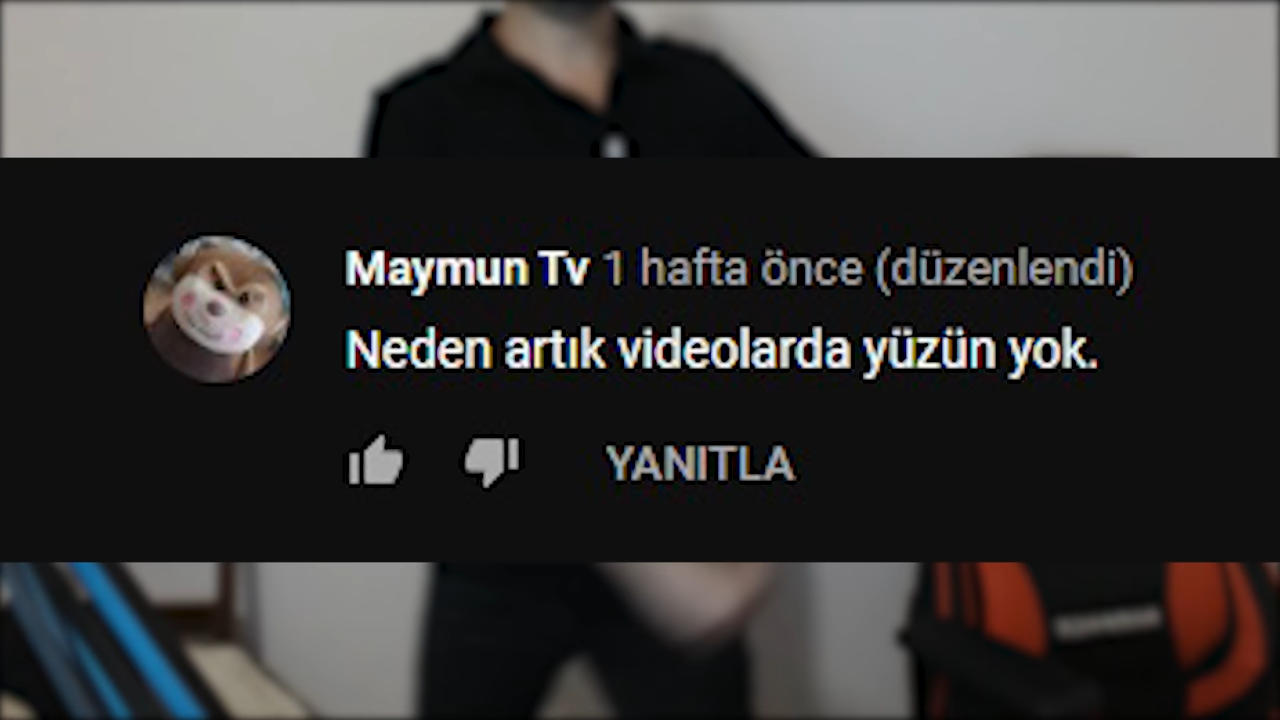 Maymun Tv 1 hafta önce (düzenlendi)
Neden artık videolarda yüzün yok.
YANITLA